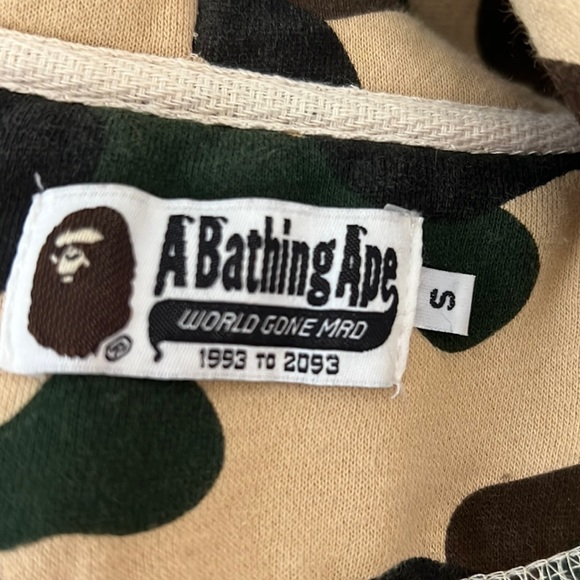 A Bathing Ape
WORLD GONE MAD
1993 TO 2093
S